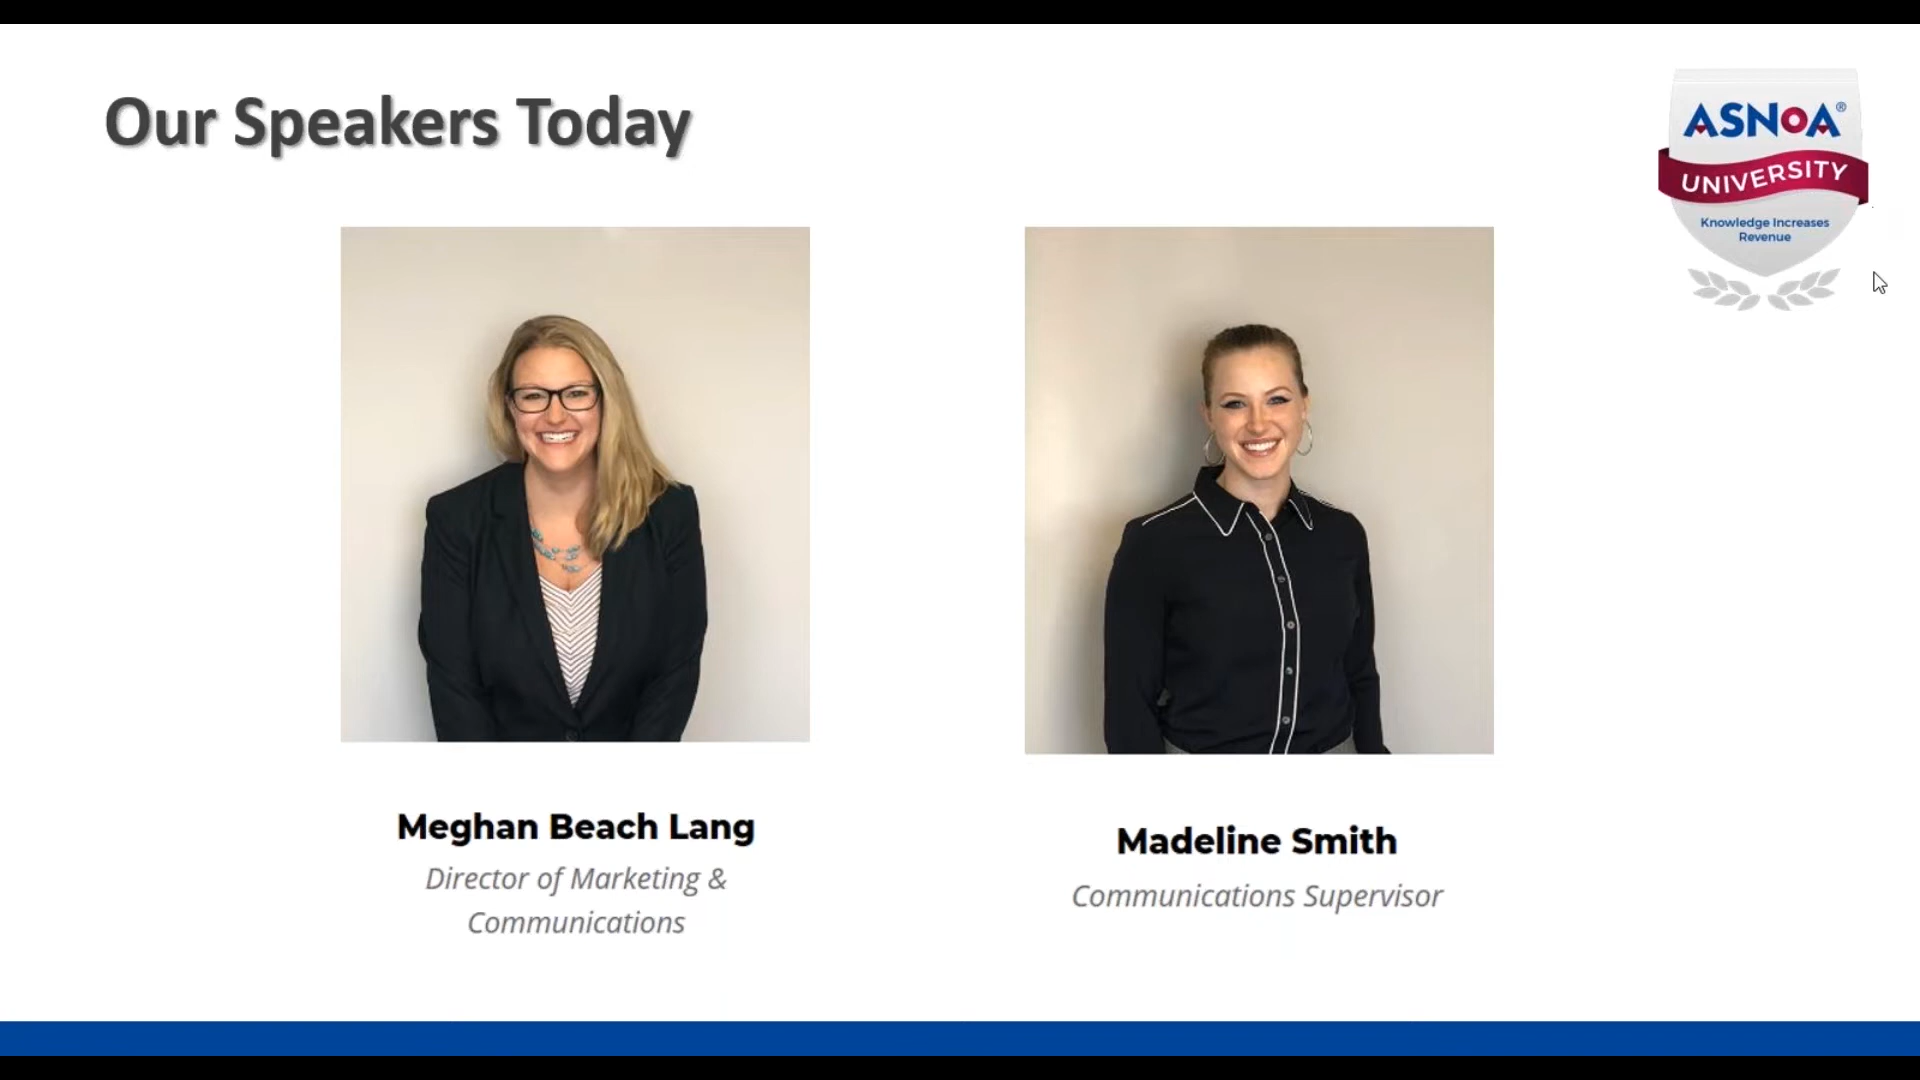 Our Speakers Today
ASNOA®
UNIVERSITY
Knowledge Increases
Revenue
Meghan Beach Lang
Director of Marketing &
Communications
Madeline Smith
Communications Supervisor